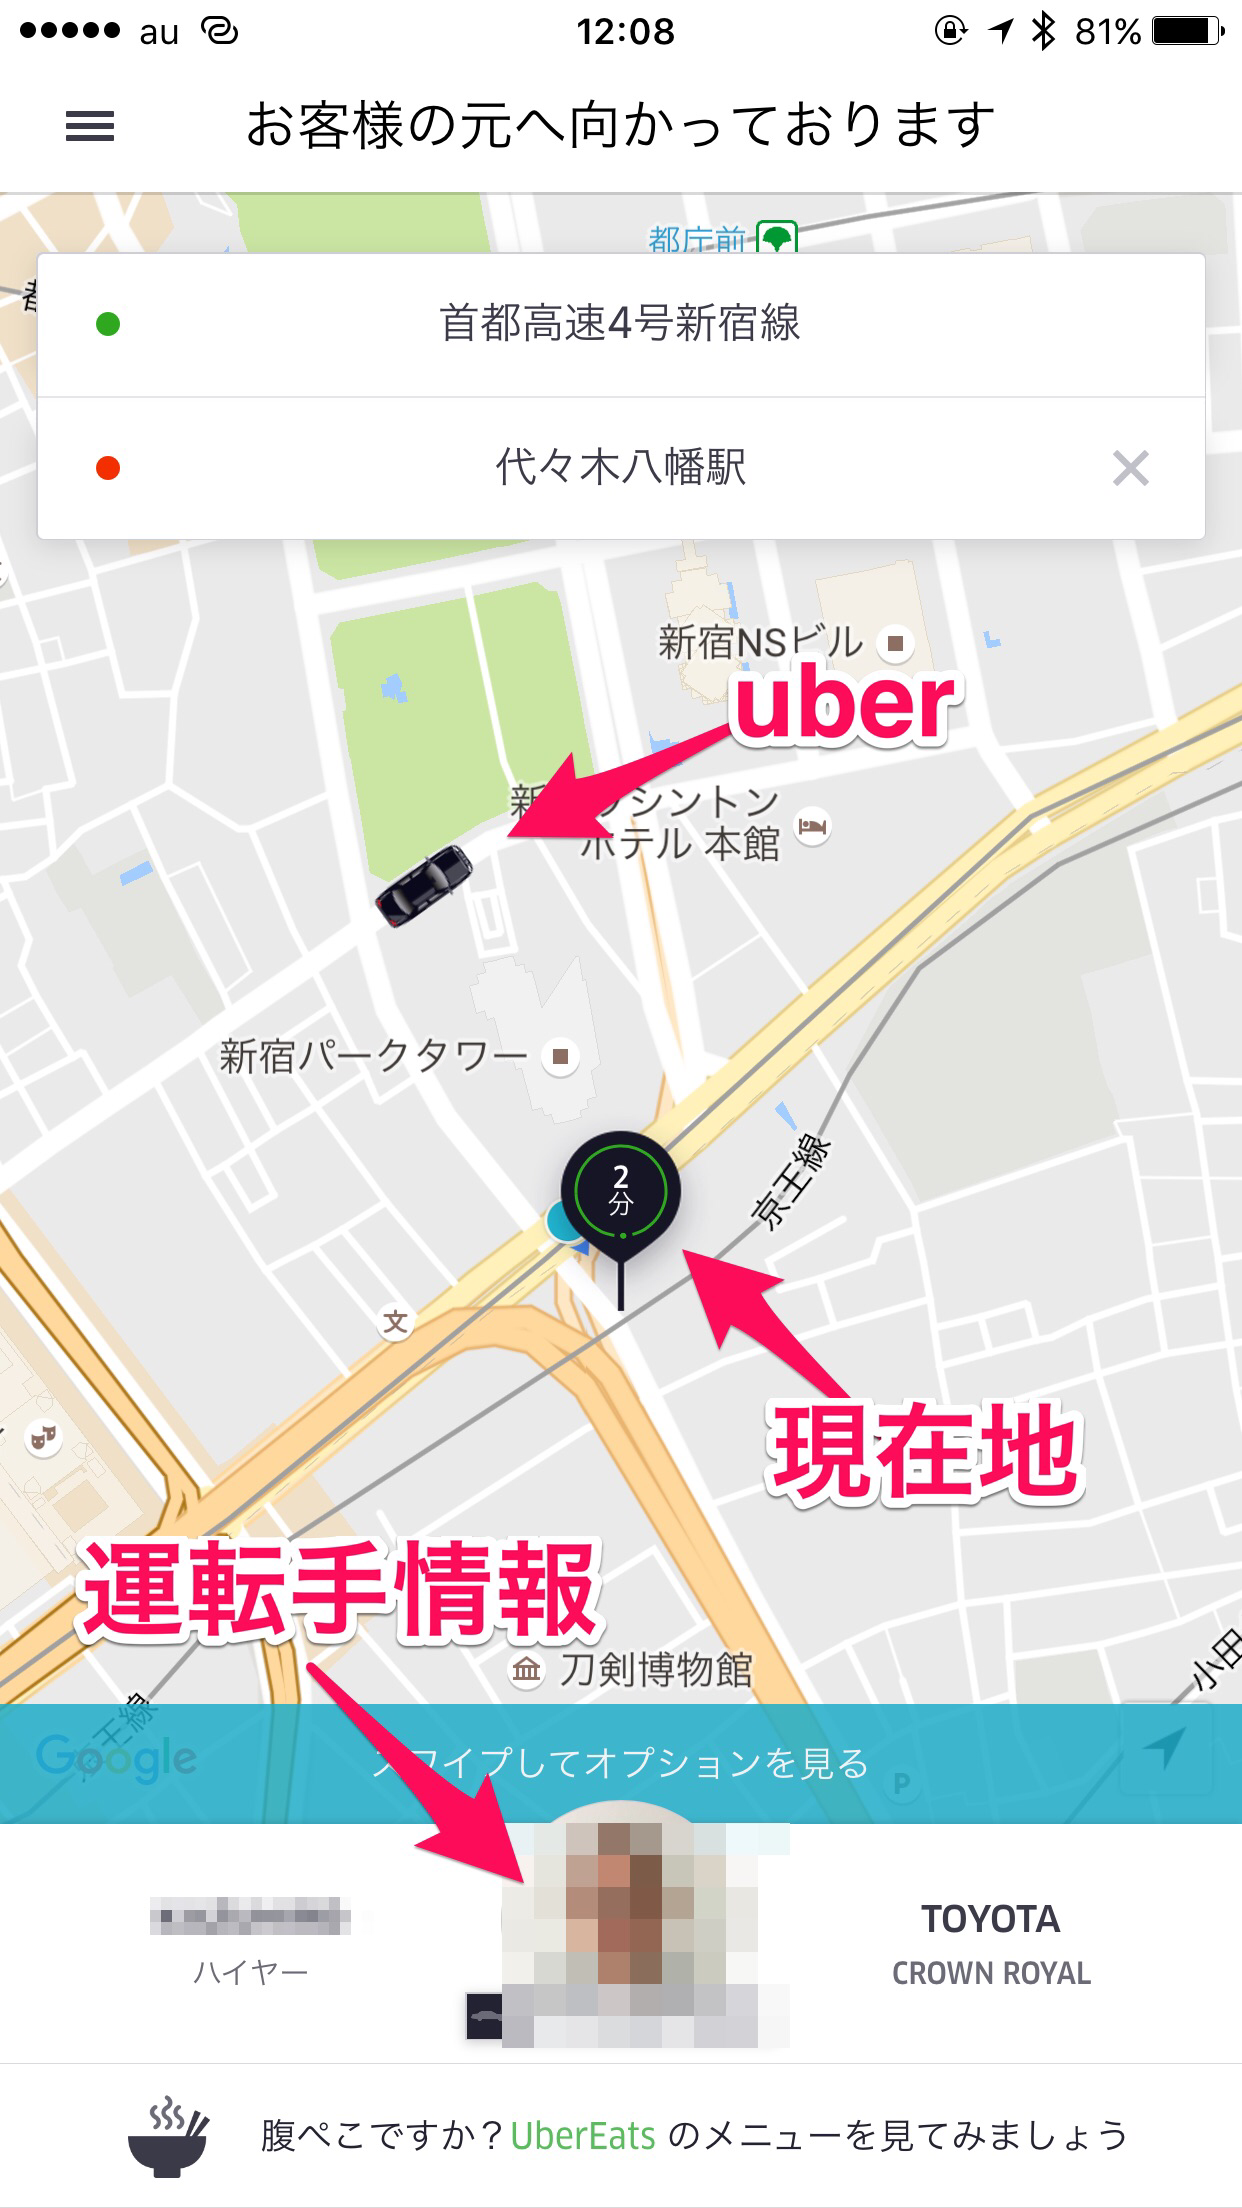 au
12:08
81%
お客様の元へ向かっております
都庁前
首都高速4号新宿線
代々木八幡駅
新宿NSビル
uber
新
シントン
ホテル 本館
新宿パークタワー
2
分
京王線
文
現在地
運転手情報
刀剣博物館
小田
京王線
Google
スワイプしてオプションを見る
P
TOYOTA
ハイヤー
CROWN ROYAL
腹ぺこですか？UberEats のメニューを見てみましょう